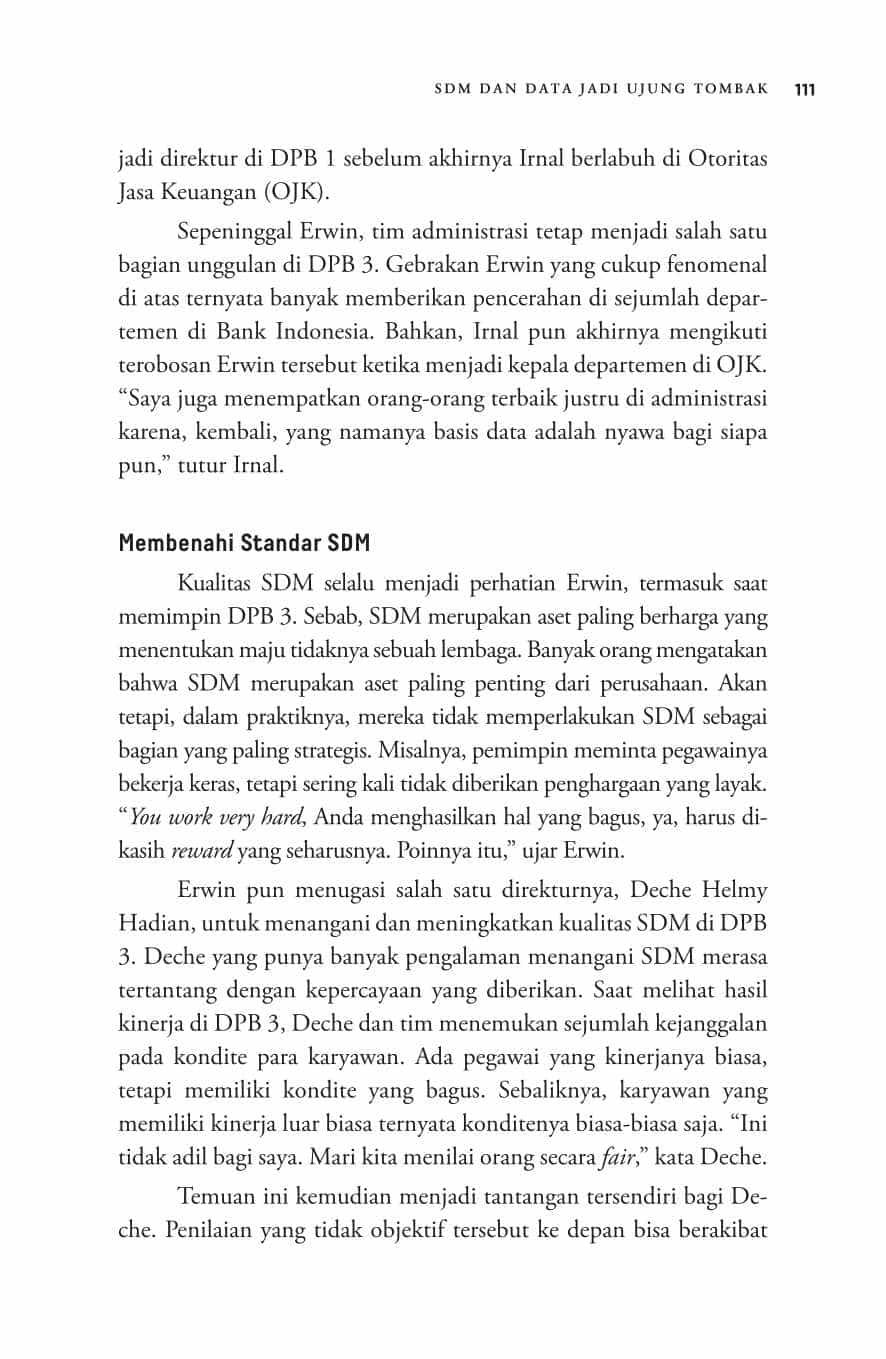 SDM DAN DATA JADI UJUNG TOMBAK 111
jadi direktur di DPB 1 sebelum akhirnya Irnal berlabuh di Otoritas
Jasa Keuangan (OJK).
Sepeninggal Erwin, tim administrasi tetap menjadi salah satu
bagian unggulan di DPB 3. Gebrakan Erwin yang cukup fenomenal
di atas ternyata banyak memberikan pencerahan di sejumlah depar-
temen di Bank Indonesia. Bahkan, Irnal pun akhirnya mengikuti
terobosan Erwin tersebut ketika menjadi kepala departemen di OJK.
“Saya juga menempatkan orang-orang terbaik justru di administrasi
karena, kembali, yang namanya basis data adalah nyawa bagi siapa
pun,” tutur Irnal.
Membenahi Standar SDM
Kualitas SDM selalu menjadi perhatian Erwin, termasuk saat
memimpin DPB 3. Sebab, SDM merupakan aset paling berharga yang
menentukan maju tidaknya sebuah lembaga. Banyak orang mengatakan
bahwa SDM merupakan aset paling penting dari perusahaan. Akan
tetapi, dalam praktiknya, mereka tidak memperlakukan SDM sebagai
bagian yang paling strategis. Misalnya, pemimpin meminta pegawainya
bekerja keras, tetapi sering kali tidak diberikan penghargaan yang layak.
“You work very hard, Anda menghasilkan hal yang bagus, ya, harus di-
kasih reward yang seharusnya. Poinnya itu,” ujar Erwin.
Erwin pun menugasi salah satu direkturnya, Deche Helmy
Hadian, untuk menangani dan meningkatkan kualitas SDM di DPB
3. Deche yang punya banyak pengalaman menangani SDM merasa
tertantang dengan kepercayaan yang diberikan. Saat melihat hasil
kinerja di DPB 3, Deche dan tim menemukan sejumlah kejanggalan
pada kondite para karyawan. Ada pegawai yang kinerjanya biasa,
tetapi memiliki kondite yang bagus. Sebaliknya, karyawan yang
memiliki kinerja luar biasa ternyata konditenya biasa-biasa saja. “Ini
tidak adil bagi saya. Mari kita menilai orang secara fair,” kata Deche.
Temuan ini kemudian menjadi tantangan tersendiri bagi De-
che. Penilaian yang tidak objektif tersebut ke depan bisa berakibat